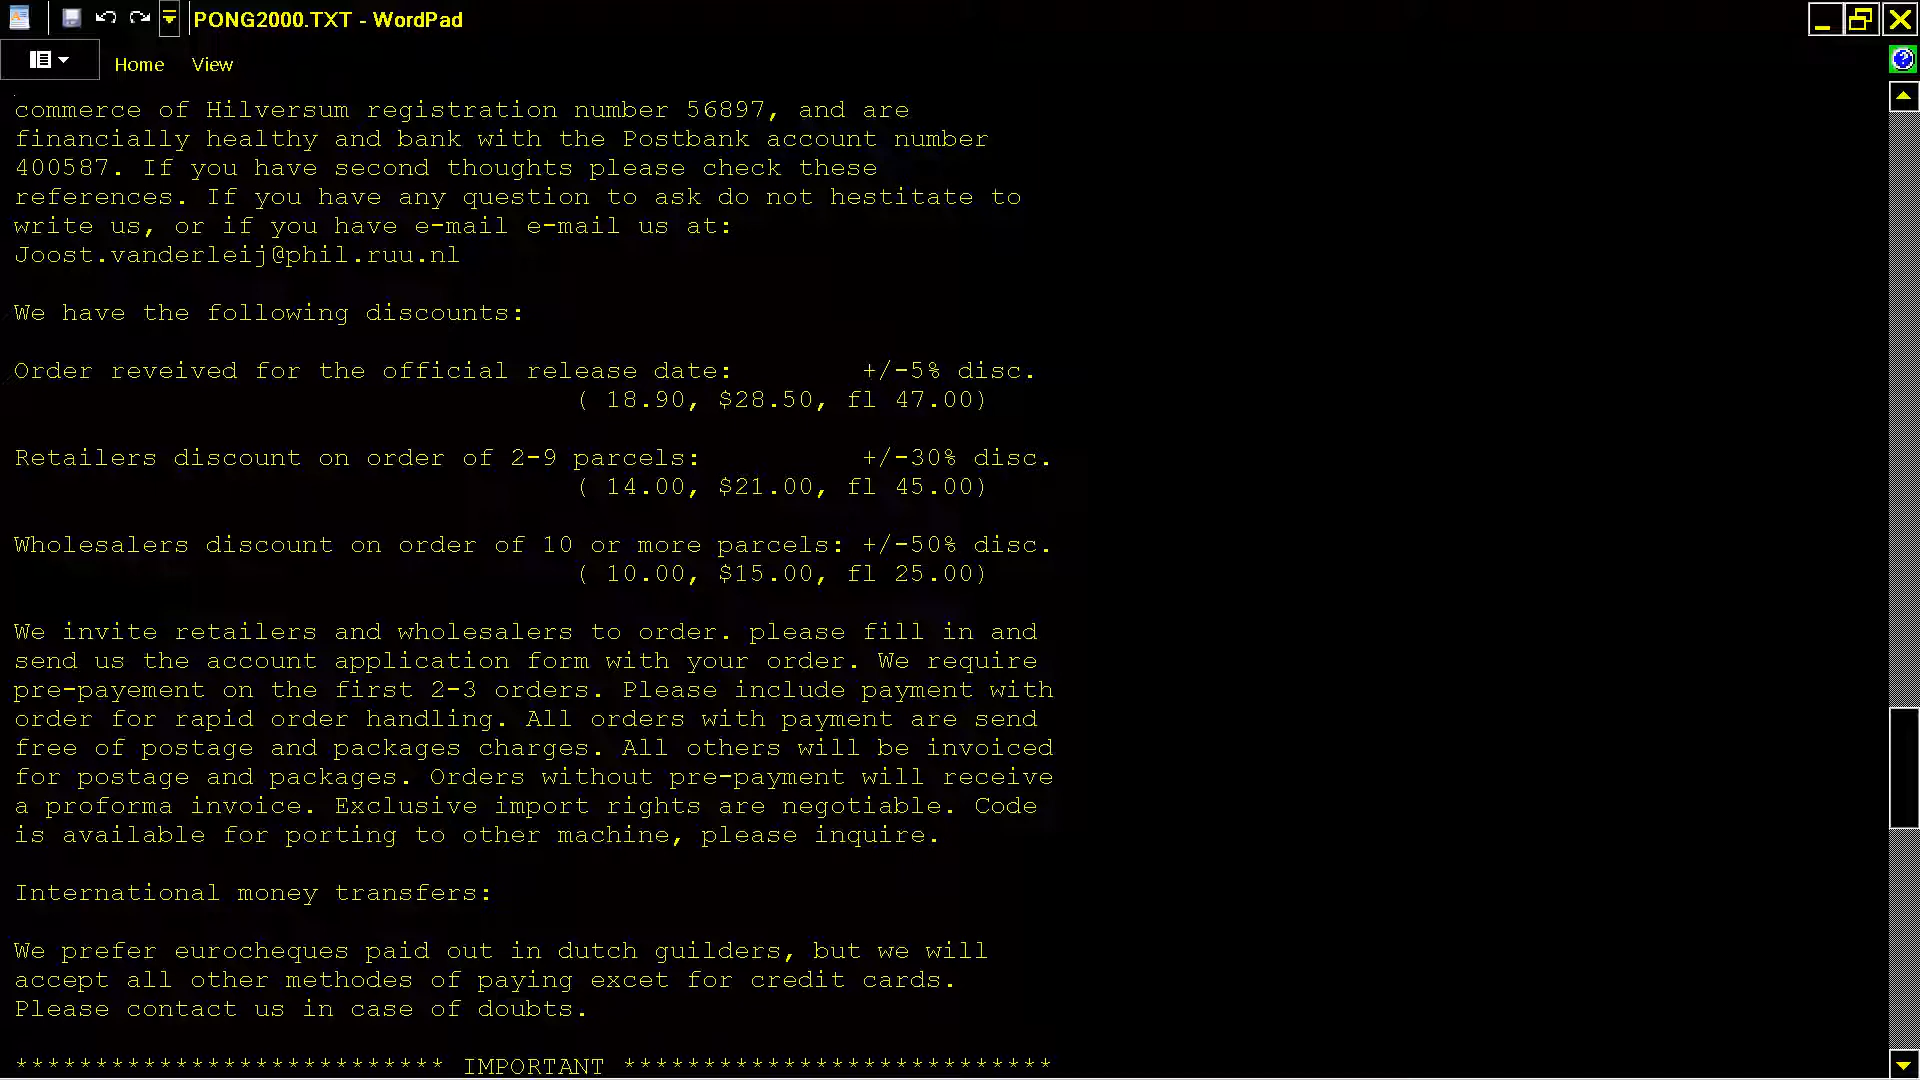 PONG2000.TXT - WordPad
Home View
commerce of Hilversum registration number 56897, and are
financially healthy and bank with the Postbank account number
400587. If you have second thoughts please check these
references. If you have any question to ask do not hestitate to
write us, or if you have e-mail e-mail us at:
Joost.vanderleij@phil.ruu.nl
We have the following discounts:
Order reveived for the official release date: +/-5% disc.
( 18.90, $28.50, fl 47.00)
Retailers discount on order of 2-9 parcels: +/-30% disc.
( 14.00, $21.00, fl 45.00)
Wholesalers discount on order of 10 or more parcels: +/-50% disc.
( 10.00, $15.00, fl 25.00)
We invite retailers and wholesalers to order. please fill in and
send us the account application form with your order. We require
pre-payement on the first 2-3 orders. Please include payment with
order for rapid order handling. All orders with payment are send
free of postage and packages charges. All others will be invoiced
for postage and packages. Orders without pre-payment will receive
a proforma invoice. Exclusive import rights are negotiable. Code
is available for porting to other machine, please inquire.
International money transfers:
We prefer eurocheques paid out in dutch guilders, but we will
accept all other methodes of paying excet for credit cards.
Please contact us in case of doubts.
*************************** IMPORTANT ***************************